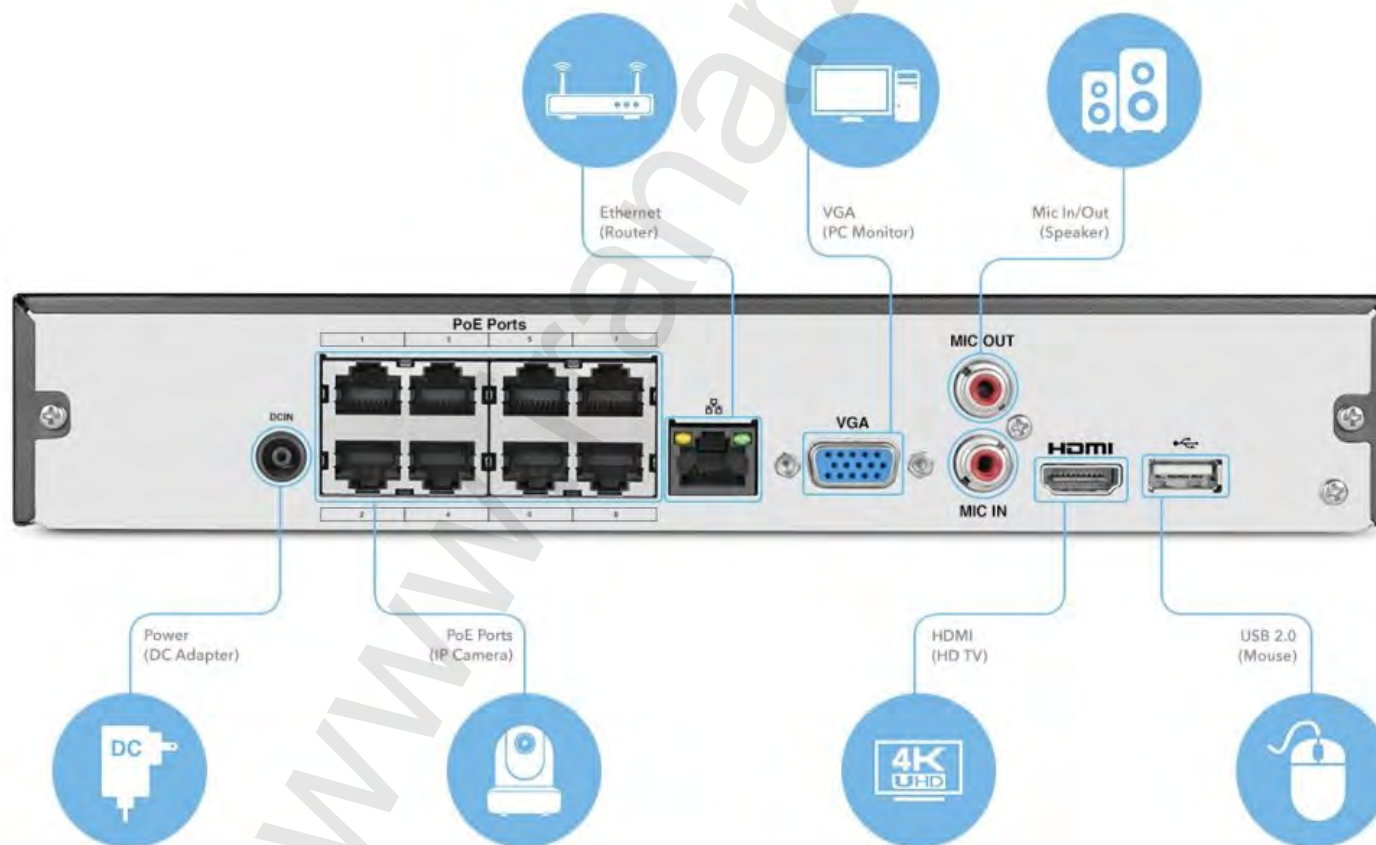 Ethernet
(Router)
VGA
(PC Monitor)
Mic In/Out
(Speaker)
PoE Ports
1 3 5 7
MIC OUT
DC IN
VGA
HDMI
MIC IN
2 4 6 8
Power
(DC Adapter)
PoE Ports
(IP Camera)
HDMI
(HD TV)
USB 2.0
(Mouse)
DC
4K
UHD